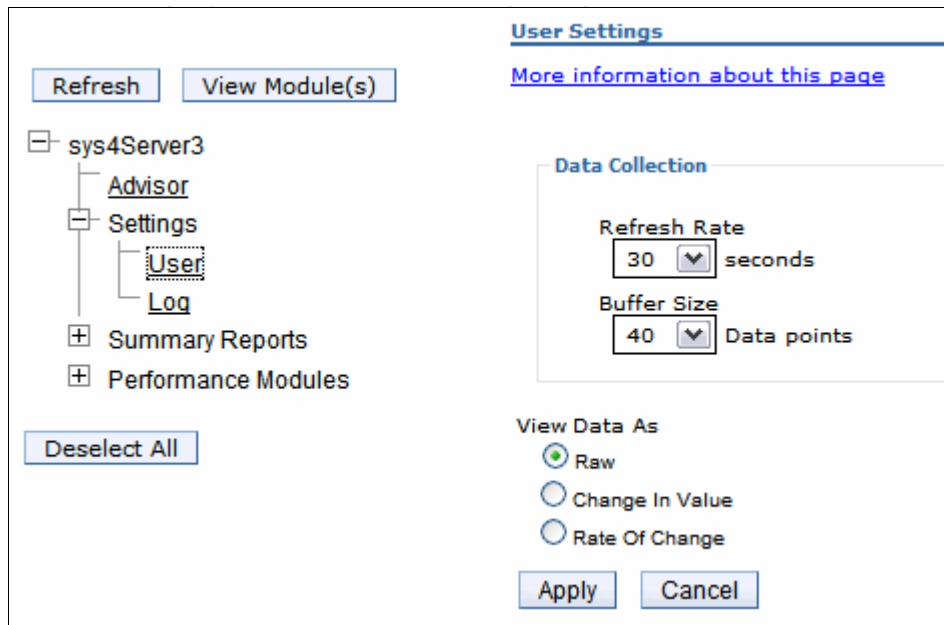 User Settings
More information about this page
Refresh View Module(s)
sys4Server3
Advisor
Settings
User
Log
Summary Reports
Performance Modules
Deselect All
Data Collection
Refresh Rate
30 seconds
Buffer Size
40 Data points
View Data As
Raw
Change In Value
Rate Of Change
Apply Cancel